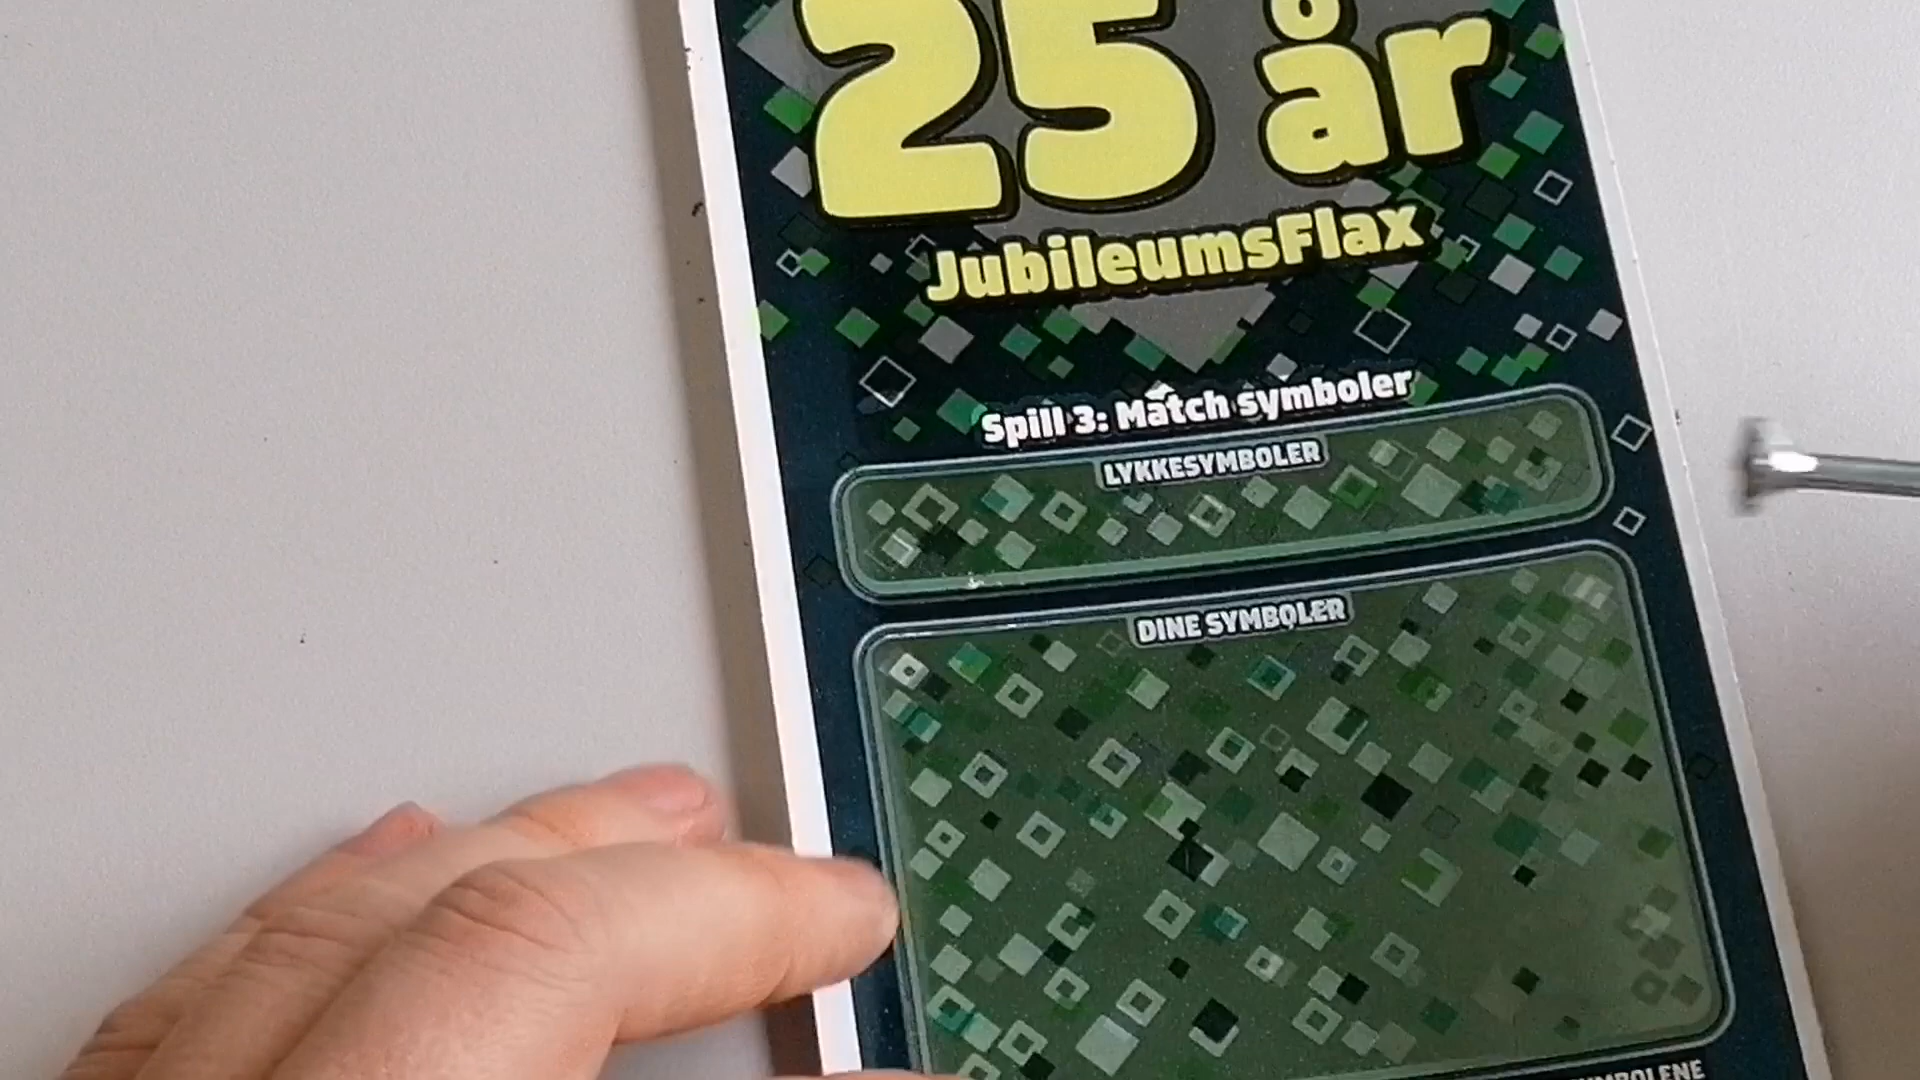 25 år
JubileumsFlax
Spill 3: Match symboler
LYKKESYMBOLER
DINE SYMBOLER